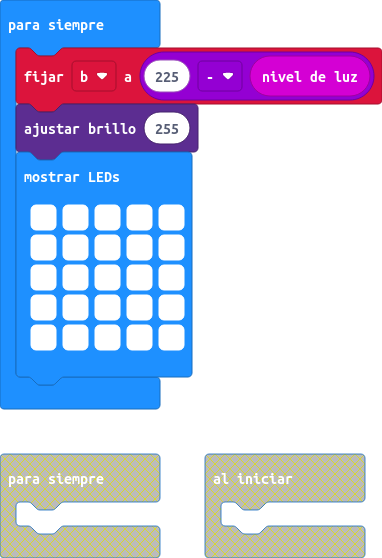 para siempre
fijar b a 225 - nivel de luz
ajustar brillo 255
mostrar LEDs
para siempre al iniciar